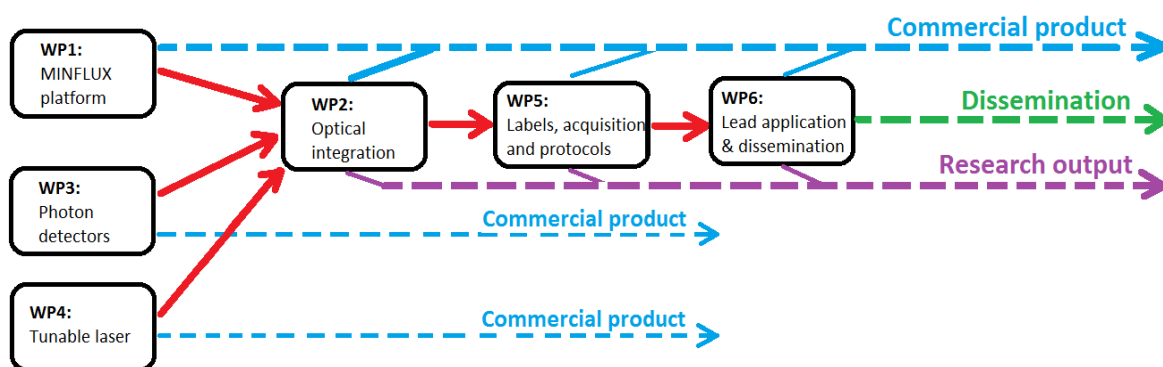 WP1:
MINFLUX
platform
Commercial product
WP2:
Optical
integration
WP5:
Labels, acquisition
and protocols
WP6:
Lead application
& dissemination
Dissemination
Research output
WP3:
Photon
detectors
Commercial product
WP4:
Tunable laser
Commercial product